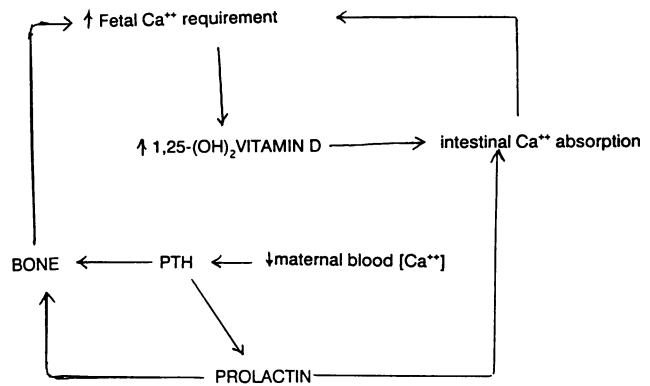 ↑ Fetal Ca⁺⁺ requirement
↑ 1,25-(OH)₂VITAMIN D
intestinal Ca⁺⁺ absorption
BONE
PTH
↓maternal blood [Ca⁺⁺]
PROLACTIN